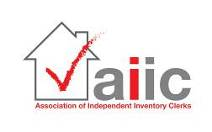 aiic
Association of Independent Inventory Clerks